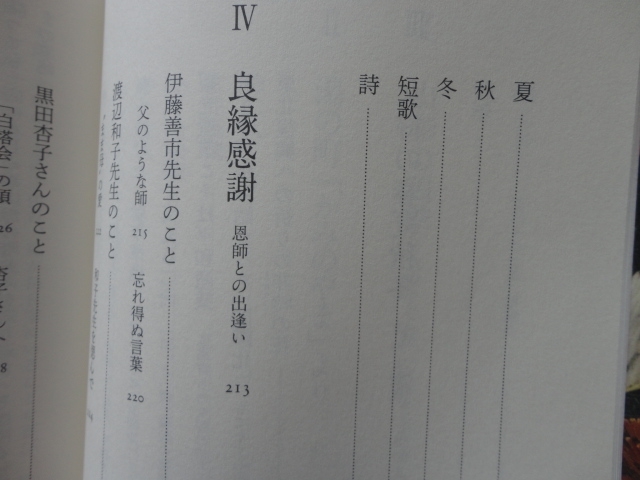 夏
秋
冬
短歌
詩
Ⅳ 良縁感謝 恩師との出逢い 213
伊藤善市先生のこと
父のような師 215 忘れ得ぬ言葉 220
渡辺和子先生のこと
黒田杏子さんのこと
「白塔会」の頃